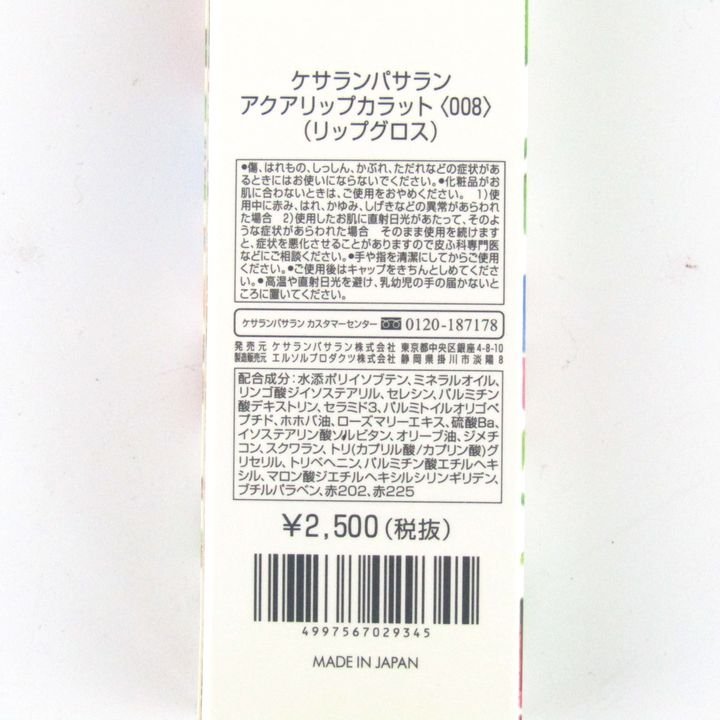 ケサランパサラン
アクアリップカラット〈008〉
(リップグロス)
●傷、はれもの、しっしん、かぶれ、ただれなどの症状があ
るときにはお使いにならないでください。●化粧品がお
肌に合わないときは、ご使用をおやめください。 1)使
用中に赤み、はれ、かゆみ、しげきなどの異常があらわれ
た場合 2)使用したお肌に直射日光があたって、そのよ
うな症状があらわれた場合 そのまま使用を続けます
と、症状を悪化させることがありますので皮ふ科専門医
などにご相談ください。●手や指を清潔にしてからご使用
ください。●ご使用後はキャップをきちんとしめてくださ
い。●高温や直射日光を避け、乳幼児の手の届かないと
ころに置いてください。
ケサランパサラン カスタマーセンター 0120-187178
発売元 ケサランパサラン株式会社 東京都中央区銀座4-8-10
製造販売元 エルソルプロダクツ株式会社 静岡県掛川市淡陽 8
配合成分:水添ポリイソブテン、ミネラルオイル、
リンゴ酸ジイソステアリル、セレシン、パルミチン
酸デキストリン、セラミド3、パルミトイルオリゴペ
プチド、ホホバ油、ローズマリーエキス、硫酸Ba、
イソステアリン酸ソルビタン、オリーブ油、ジメチ
コン、スクワラン、トリ(カプリル酸/カプリン酸)グ
リセリル、トリベヘニン、パルミチン酸エチルヘキ
シル、マロン酸ジエチルヘキシルシリンギリデン、
ブチルパラベン、赤202、赤225
¥2,500(税抜)
4997567029345
MADE IN JAPAN